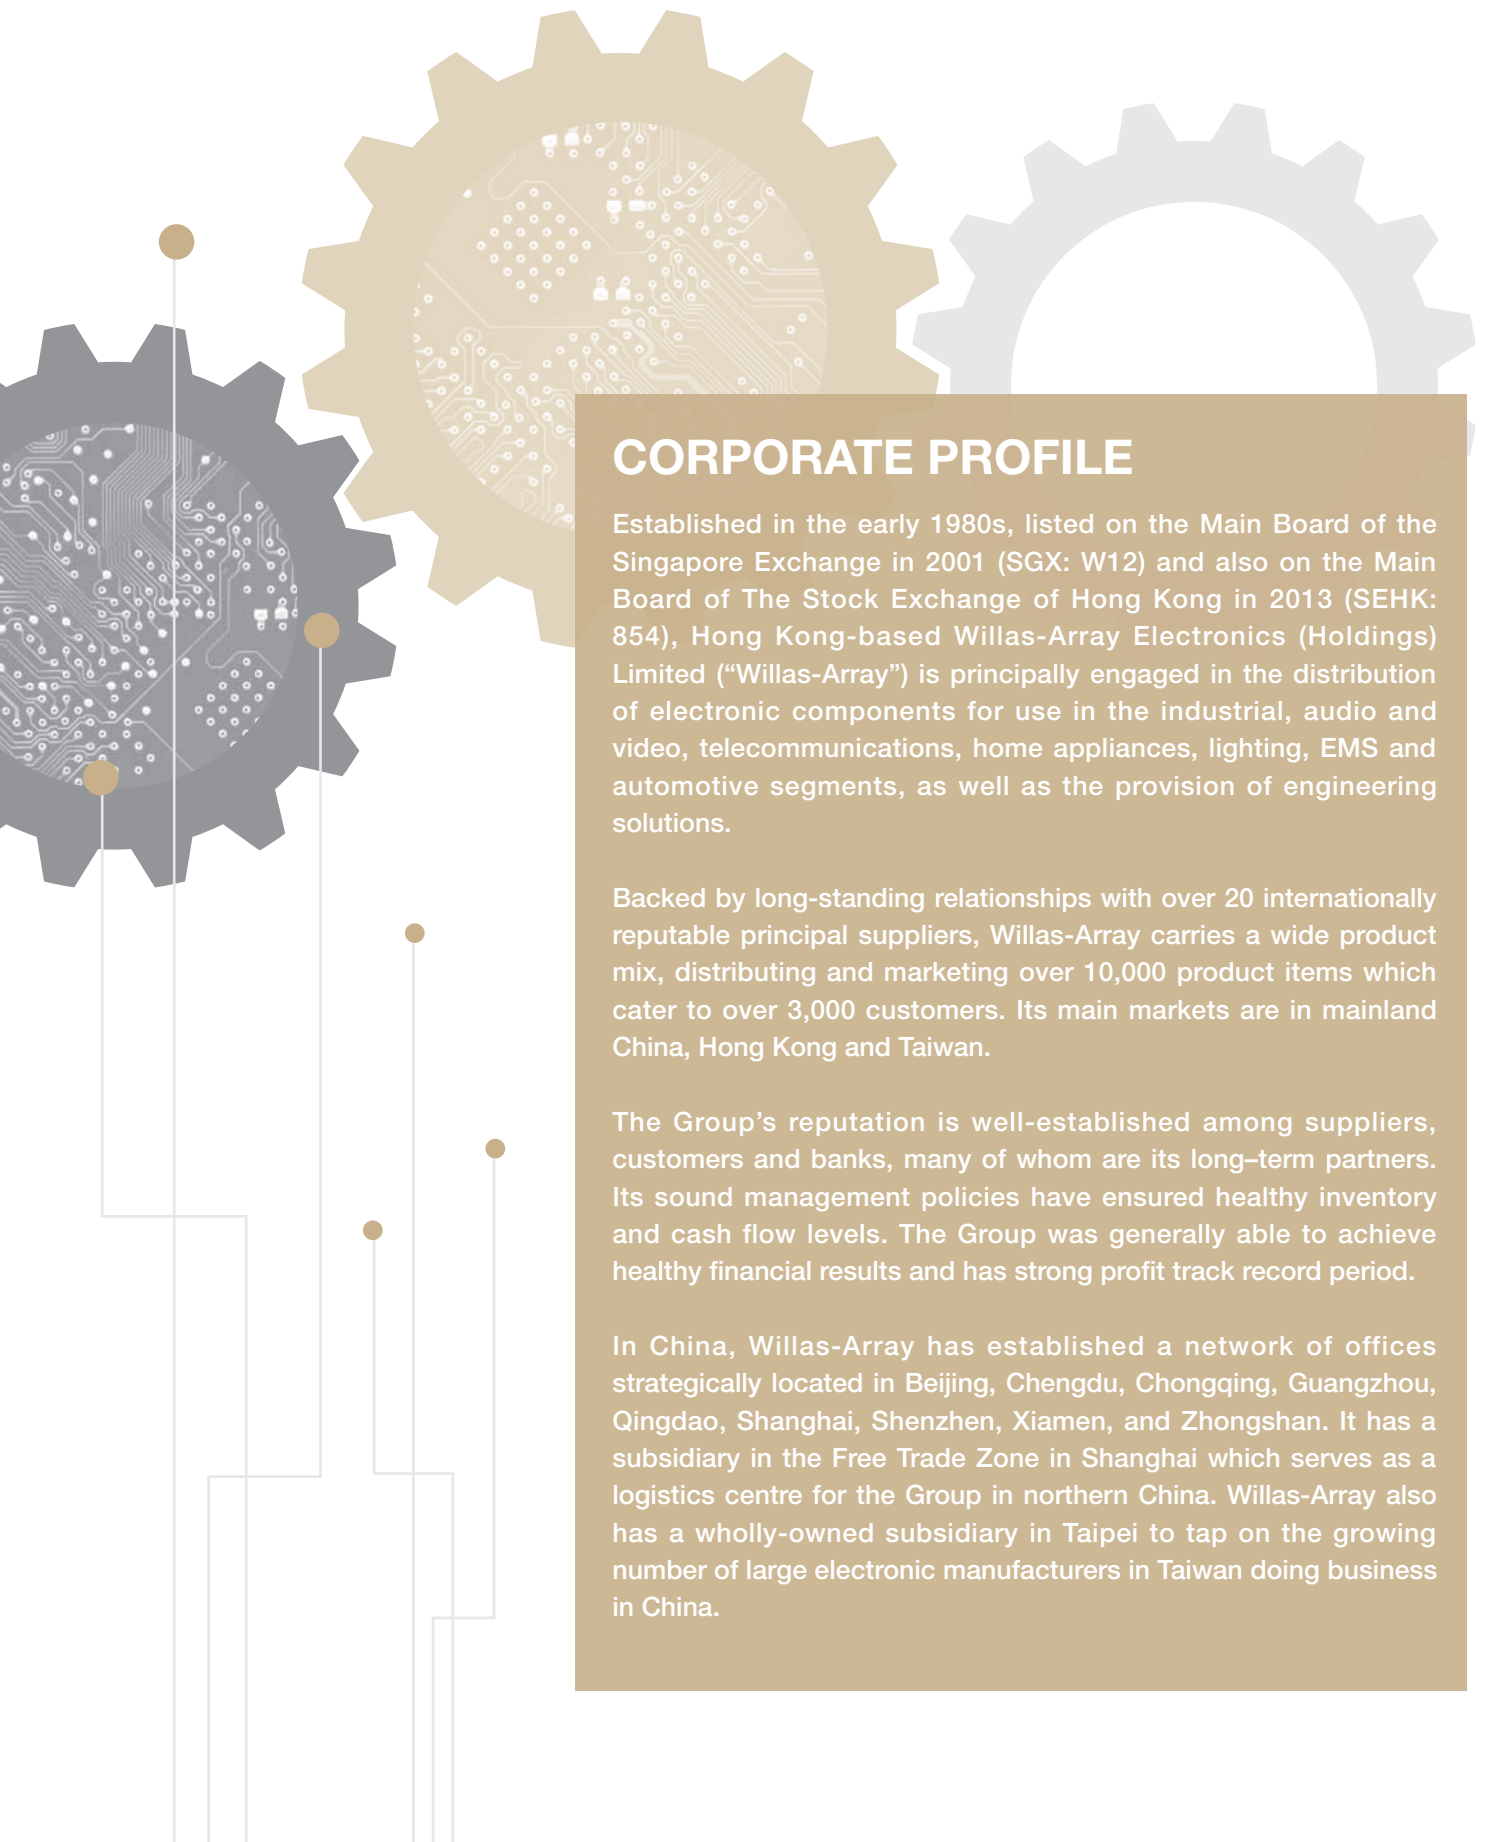 CORPORATE PROFILE
Established in the early 1980s, listed on the Main Board of the
Singapore Exchange in 2001 (SGX: W12) and also on the Main
Board of The Stock Exchange of Hong Kong in 2013 (SEHK:
854), Hong Kong-based Willas-Array Electronics (Holdings)
Limited (“Willas-Array”) is principally engaged in the distribution
of electronic components for use in the industrial, audio and
video, telecommunications, home appliances, lighting, EMS and
automotive segments, as well as the provision of engineering
solutions.
Backed by long-standing relationships with over 20 internationally
reputable principal suppliers, Willas-Array carries a wide product
mix, distributing and marketing over 10,000 product items which
cater to over 3,000 customers. Its main markets are in mainland
China, Hong Kong and Taiwan.
The Group’s reputation is well-established among suppliers,
customers and banks, many of whom are its long–term partners.
Its sound management policies have ensured healthy inventory
and cash flow levels. The Group was generally able to achieve
healthy financial results and has strong profit track record period.
In China, Willas-Array has established a network of offices
strategically located in Beijing, Chengdu, Chongqing, Guangzhou,
Qingdao, Shanghai, Shenzhen, Xiamen, and Zhongshan. It has a
subsidiary in the Free Trade Zone in Shanghai which serves as a
logistics centre for the Group in northern China. Willas-Array also
has a wholly-owned subsidiary in Taipei to tap on the growing
number of large electronic manufacturers in Taiwan doing business
in China.